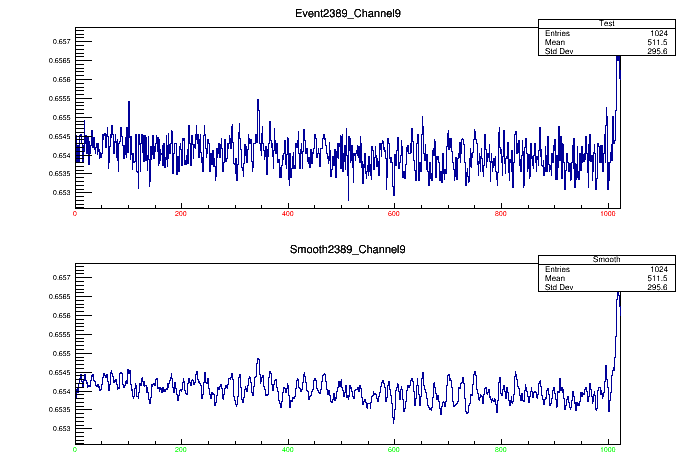 Event2389_Channel9
Test
Entries 1024
Mean 511.5
Std Dev 295.6
0.657
0.6565
0.656
0.6555
0.655
0.6545
0.654
0.6535
0.653
0 200 400 600 800 1000
Smooth2389_Channel9
Smooth
Entries 1024
Mean 511.5
Std Dev 295.6
0.657
0.6565
0.656
0.6555
0.655
0.6545
0.654
0.6535
0.653
0 200 400 600 800 1000